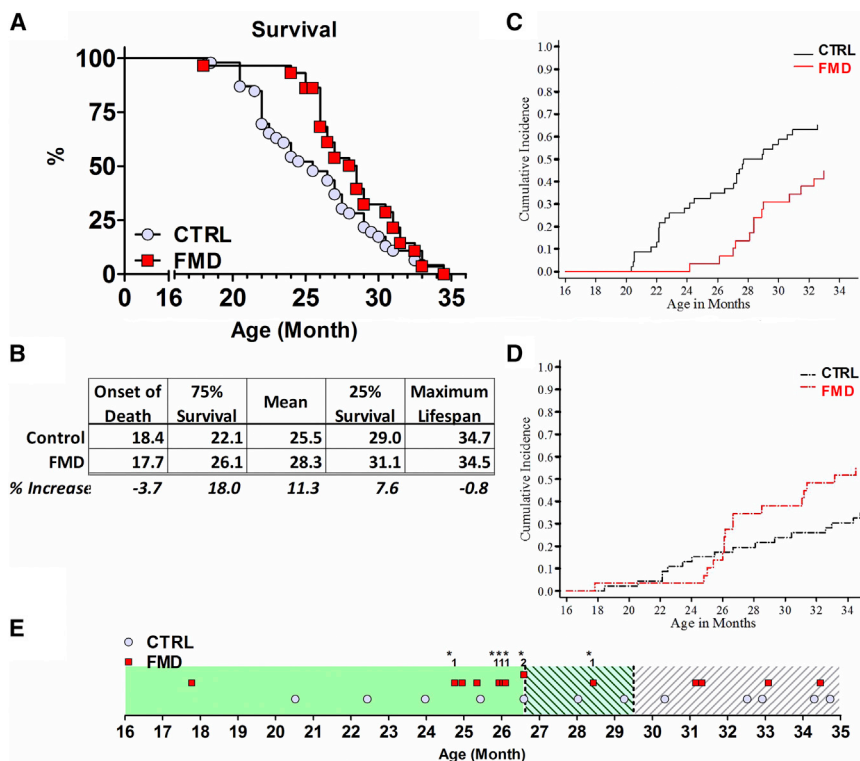 A
Survival
100
75
%
50
25
0
CTRL
FMD
0 16 20 25 30 35
Age (Month)
B
Onset of Death 75% Survival Mean 25% Survival Maximum Lifespan
Control 18.4 22.1 25.5 29.0 34.7
FMD 17.7 26.1 28.3 31.1 34.5
% Increase -3.7 18.0 11.3 7.6 -0.8
C
CTRL
FMD
Cumulative Incidence
1.0
0.9
0.8
0.7
0.6
0.5
0.4
0.3
0.2
0.1
0.0
16 18 20 22 24 26 28 30 32 34
Age in Months
D
CTRL
FMD
Cumulative Incidence
1.0
0.9
0.8
0.7
0.6
0.5
0.4
0.3
0.2
0.1
0.0
16 18 20 22 24 26 28 30 32 34
Age in Months
E
CTRL
FMD
* *** * *
1 111 2 1
16 17 18 19 20 21 22 23 24 25 26 27 28 29 30 31 32 33 34 35
Age (Month)